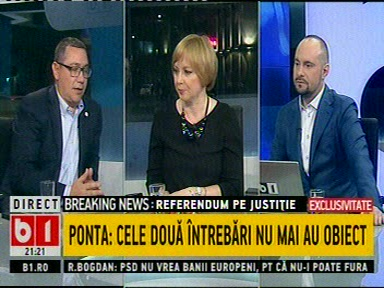 DIRECT
BREAKING NEWS: REFERENDUM PE JUSTIŢIE
EXCLUSIVITATE
b1
21:21
PONTA: CELE DOUĂ ÎNTREBĂRI NU MAI AU OBIECT
B1.RO
R.BOGDAN: PSD NU VREA BANII EUROPENI, PT CĂ NU-I POATE FURA